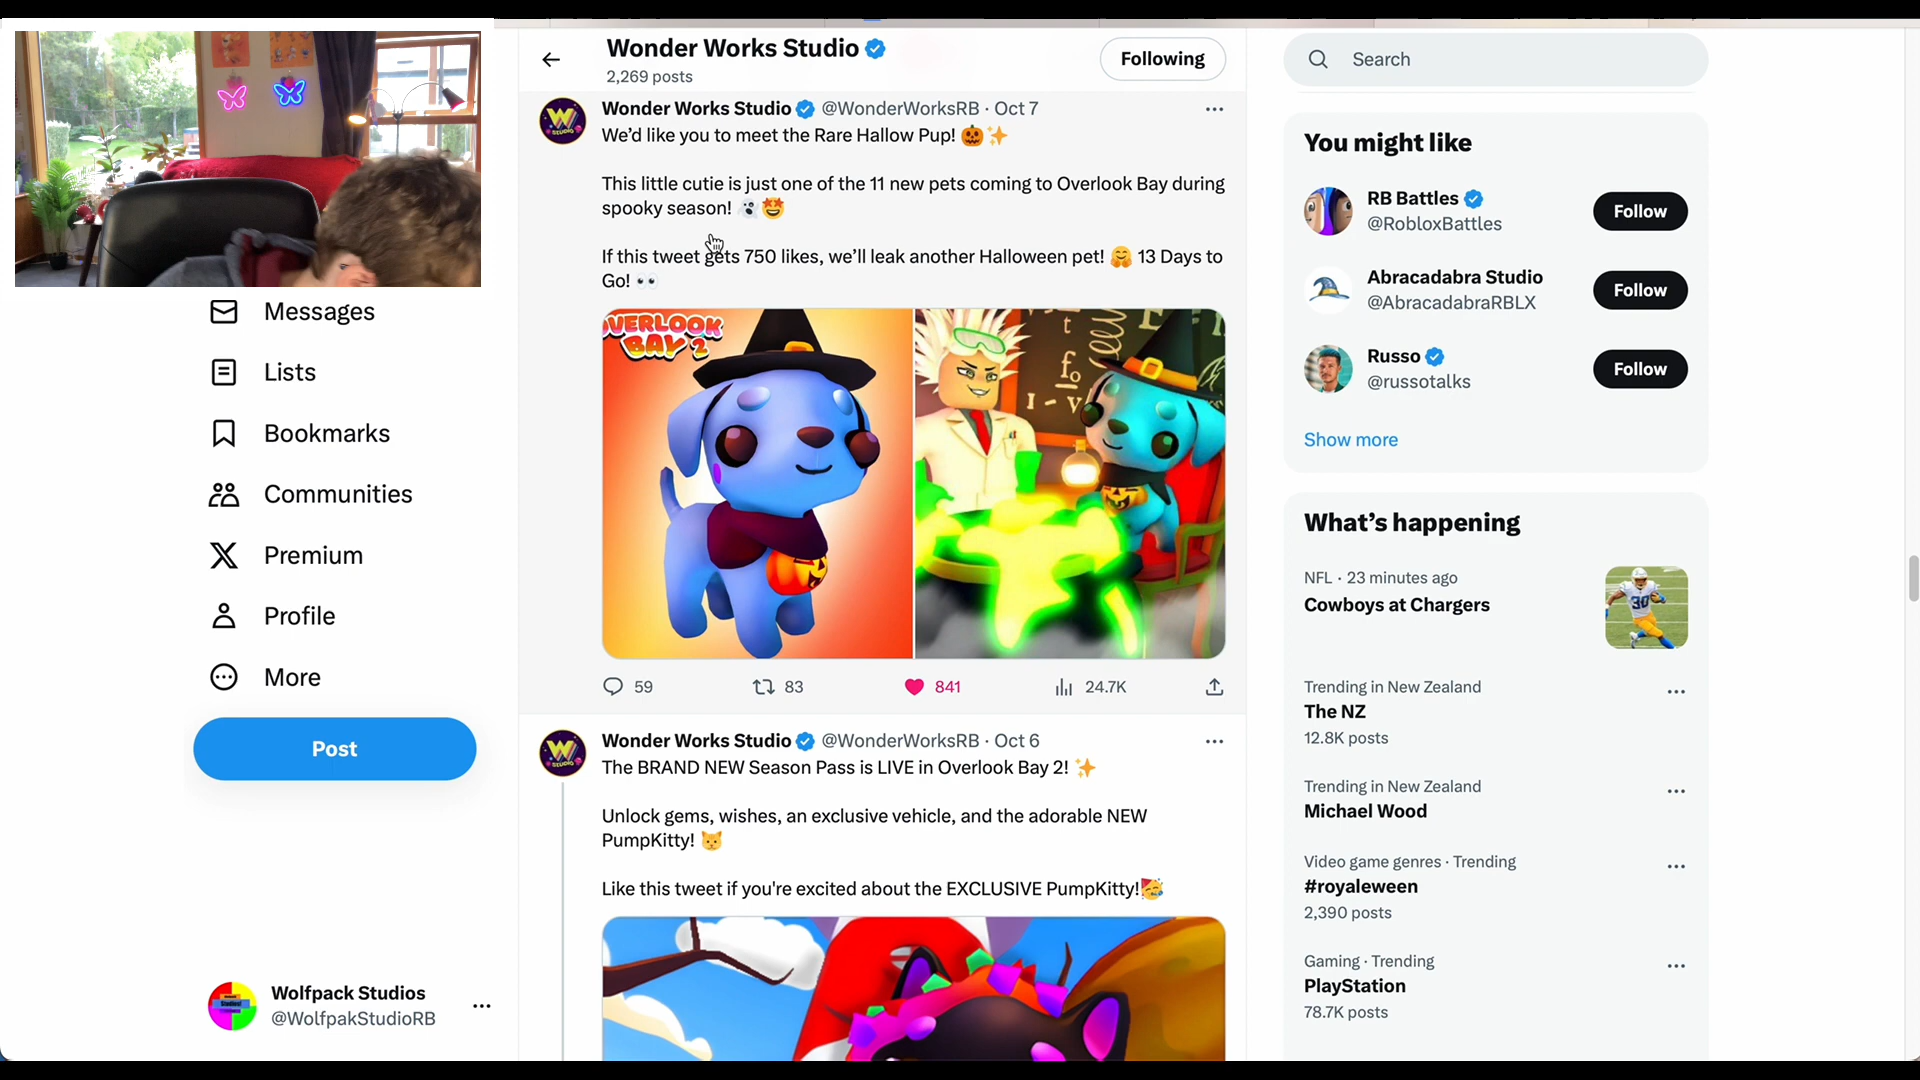 Wonder Works Studio
2,269 posts
Following
Search
Wonder Works Studio @WonderWorksRB · Oct 7
We'd like you to meet the Rare Hallow Pup! 🎃✨
This little cutie is just one of the 11 new pets coming to Overlook Bay during
spooky season! 👻🤩
If this tweet gets 750 likes, we'll leak another Halloween pet! 🤗 13 Days to
Go! 👀
OVERLOOK
BAY 2
59
83
841
24.7K
Wonder Works Studio @WonderWorksRB · Oct 6
The BRAND NEW Season Pass is LIVE in Overlook Bay 2! ✨
Unlock gems, wishes, an exclusive vehicle, and the adorable NEW
PumpKitty! 🐱
Like this tweet if you're excited about the EXCLUSIVE PumpKitty!🥳
Messages
Lists
Bookmarks
Communities
Premium
Profile
More
Post
Wolfpack Studios
@WolfpakStudioRB
You might like
RB Battles
@RobloxBattles
Follow
Abracadabra Studio
@AbracadabraRBLX
Follow
Russo
@russotalks
Follow
Show more
What's happening
NFL · 23 minutes ago
Cowboys at Chargers
30
Trending in New Zealand
The NZ
12.8K posts
Trending in New Zealand
Michael Wood
Video game genres · Trending
#royaleween
2,390 posts
Gaming · Trending
PlayStation
78.7K posts